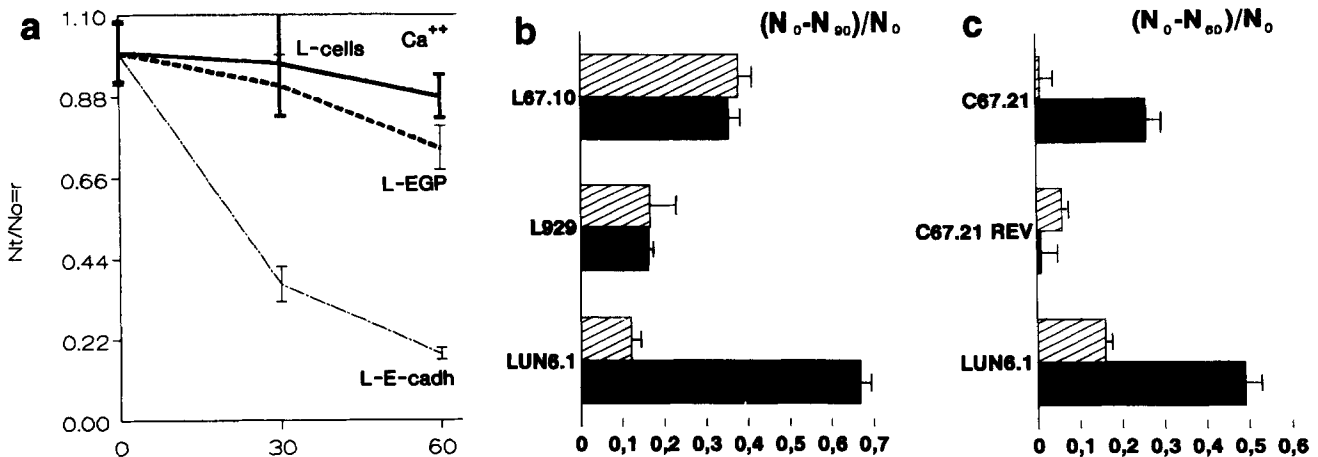 a
1.10
0.88
0.66
0.44
0.22
0.00
Nt/No=r
0 30 60
L-cells
Ca++
L-EGP
L-E-cadh
b
(N₀-N₉₀)/N₀
L67.10
L929
LUN6.1
0 0,1 0,2 0,3 0,4 0,5 0,6 0,7
c
(N₀-N₆₀)/N₀
C67.21
C67.21 REV
LUN6.1
0 0,1 0,2 0,3 0,4 0,5 0,6